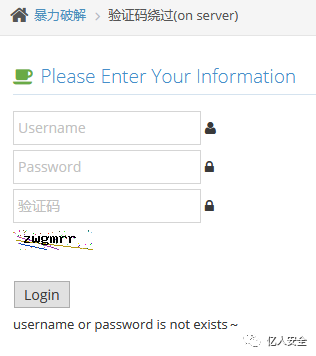 暴力破解 > 验证码绕过(on server)
Please Enter Your Information
Username
Password
验证码
zwgmrr
Login
username or password is not exists～
亿人安全